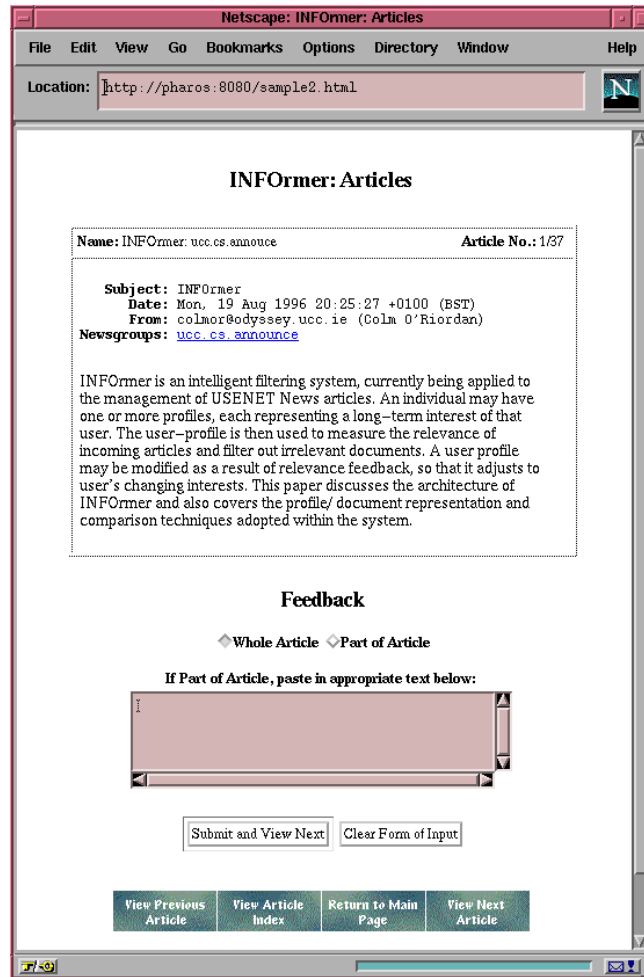 Netscape: INFOrmer: Articles
File Edit View Go Bookmarks Options Directory Window Help
Location: http://pharos:8080/sample2.html
N
INFOrmer: Articles
Name: INFOrmer: ucc.cs.annouce Article No.: 1/37
Subject: INFOrmer
Date: Mon, 19 Aug 1996 20:25:27 +0100 (BST)
From: colmor@odyssey.ucc.ie (Colm O'Riordan)
Newsgroups: ucc.cs.announce
INFOrmer is an intelligent filtering system, currently being applied to
the management of USENET News articles. An individual may have
one or more profiles, each representing a long-term interest of that
user. The user-profile is then used to measure the relevance of
incoming articles and filter out irrelevant documents. A user profile
may be modified as a result of relevance feedback, so that it adjusts to
user's changing interests. This paper discusses the architecture of
INFOrmer and also covers the profile/ document representation and
comparison techniques adopted within the system.
Feedback
Whole Article Part of Article
If Part of Article, paste in appropriate text below:
Submit and View Next Clear Form of Input
View Previous Article View Article Index Return to Main Page View Next Article